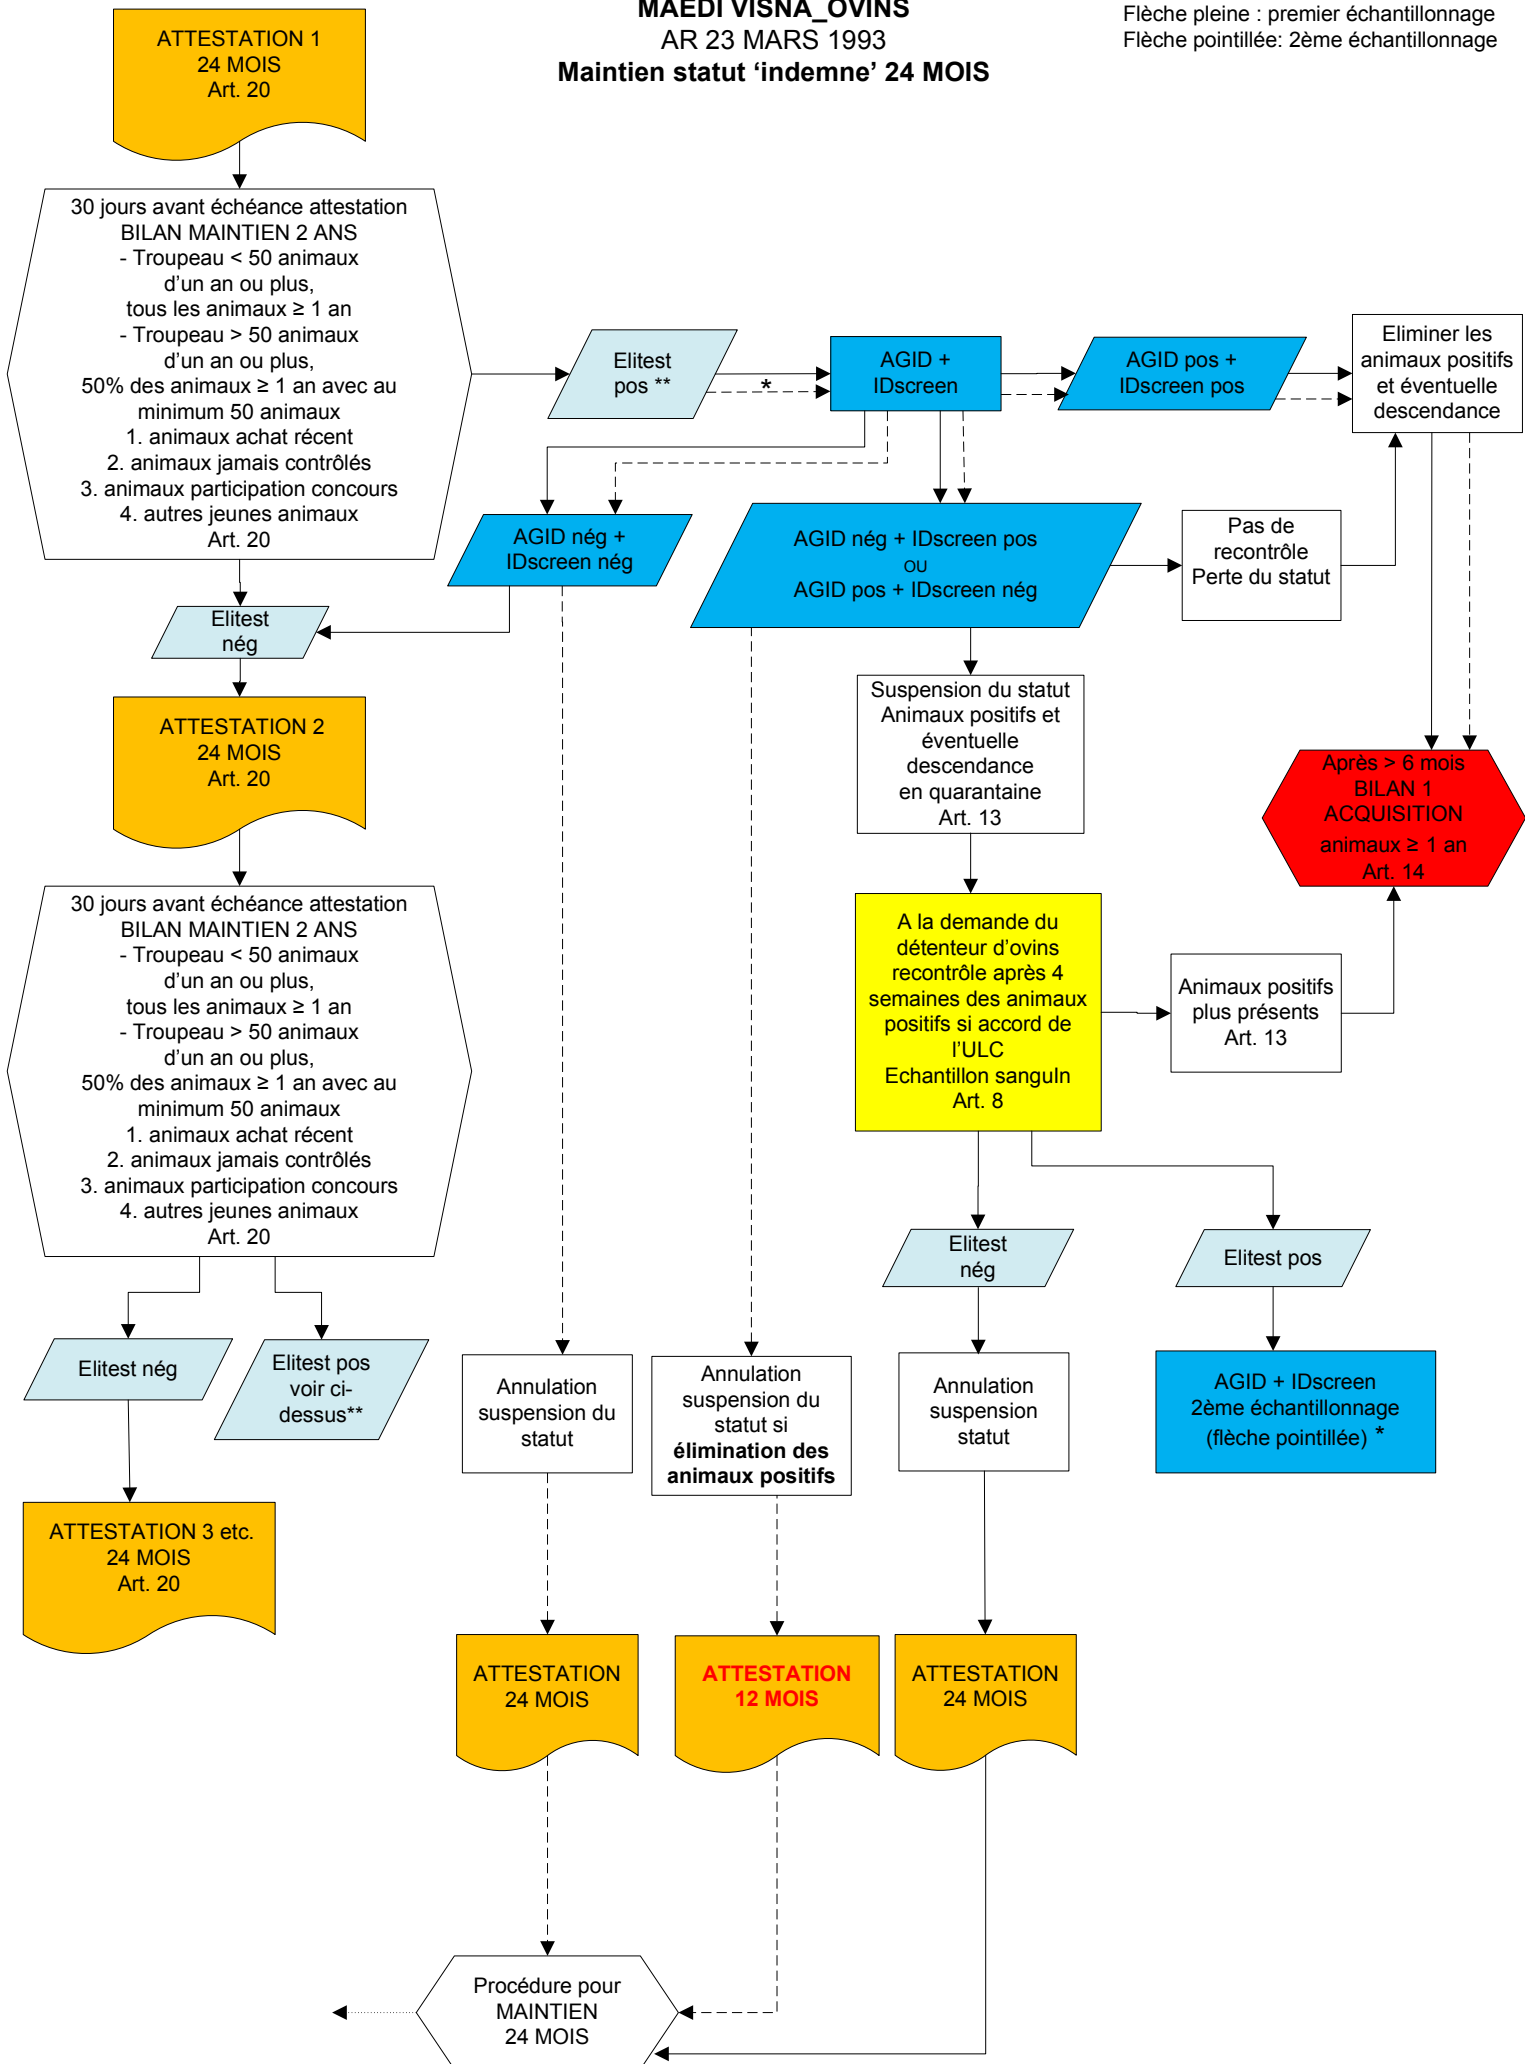 MAEDI VISNA_OVINS
AR 23 MARS 1993
Maintien statut ‘indemne’ 24 MOIS
Flèche pleine : premier échantillonnage
Flèche pointillée: 2ème échantillonnage
ATTESTATION 1
24 MOIS
Art. 20
30 jours avant échéance attestation
BILAN MAINTIEN 2 ANS
- Troupeau < 50 animaux
d’un an ou plus,
tous les animaux ≥ 1 an
- Troupeau > 50 animaux
d’un an ou plus,
50% des animaux ≥ 1 an avec au
minimum 50 animaux
1. animaux achat récent
2. animaux jamais contrôlés
3. animaux participation concours
4. autres jeunes animaux
Art. 20
Elitest
pos **
*
AGID +
IDscreen
AGID pos +
IDscreen pos
Eliminer les
animaux positifs
et éventuelle
descendance
AGID nég +
IDscreen nég
AGID nég + IDscreen pos
OU
AGID pos + IDscreen nég
Pas de
recontrôle
Perte du statut
Elitest
nég
ATTESTATION 2
24 MOIS
Art. 20
Suspension du statut
Animaux positifs et
éventuelle
descendance
en quarantaine
Art. 13
Après > 6 mois
BILAN 1
ACQUISITION
animaux ≥ 1 an
Art. 14
30 jours avant échéance attestation
BILAN MAINTIEN 2 ANS
- Troupeau < 50 animaux
d’un an ou plus,
tous les animaux ≥ 1 an
- Troupeau > 50 animaux
d’un an ou plus,
50% des animaux ≥ 1 an avec au
minimum 50 animaux
1. animaux achat récent
2. animaux jamais contrôlés
3. animaux participation concours
4. autres jeunes animaux
Art. 20
A la demande du
détenteur d’ovins
recontrôle après 4
semaines des animaux
positifs si accord de
l’ULC
Echantillon sanguIn
Art. 8
Animaux positifs
plus présents
Art. 13
Elitest
nég
Elitest pos
Elitest nég
Elitest pos
voir ci-
dessus**
Annulation
suspension du
statut
Annulation
suspension du
statut si
élimination des
animaux positifs
Annulation
suspension
statut
AGID + IDscreen
2ème échantillonnage
(flèche pointillée) *
ATTESTATION 3 etc.
24 MOIS
Art. 20
ATTESTATION
24 MOIS
ATTESTATION
12 MOIS
ATTESTATION
24 MOIS
Procédure pour
MAINTIEN
24 MOIS